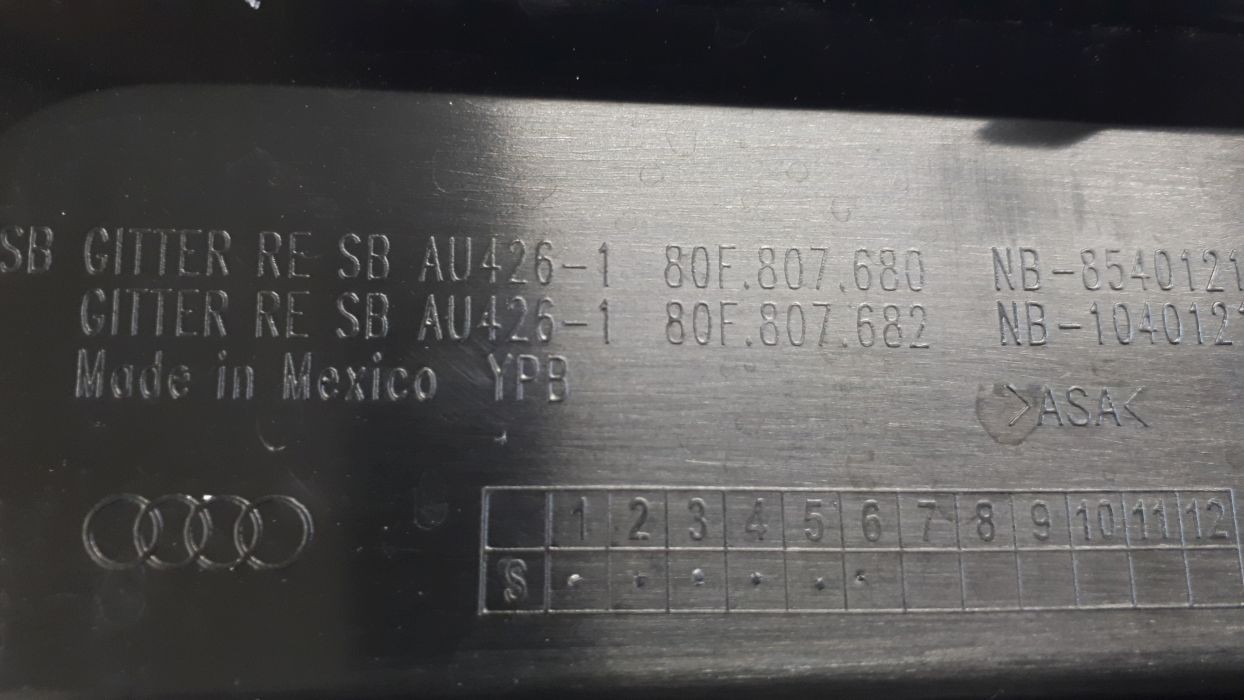 SB GITTER RE SB AU426-1 80F.807.680 NB-8540121
GITTER RE SB AU426-1 80F.807.682 NB-1040121
Made in Mexico YPB
>ASA<
1 2 3 4 5 6 7 8 9 10 11 12
S